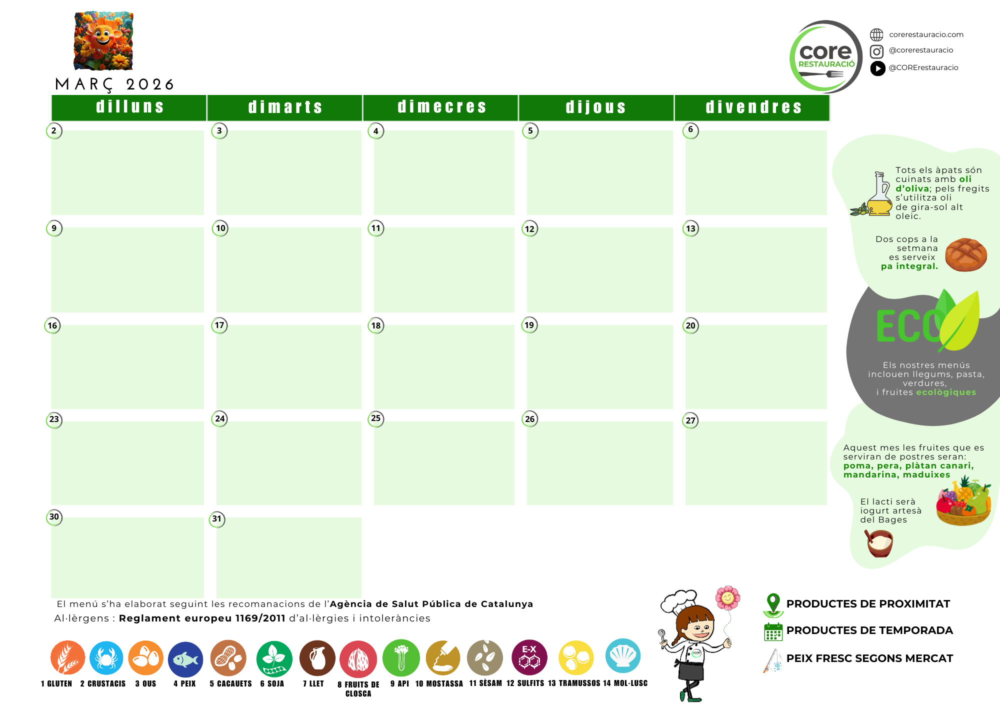 MARÇ 2026
core
RESTAURACIÓ
corerestauracio.com
@corerestauracio
@CORErestauracio
dilluns dimarts dimecres dijous divendres
2 3 4 5 6
9 10 11 12 13
16 17 18 19 20
23 24 25 26 27
30 31
Tots els àpats són
cuinats amb oli
d'oliva; pels fregits
s'utilitza oli
de gira-sol alt
oleic.
Dos cops a la
setmana
es serveix
pa integral.
ECO
Els nostres menús
inclouen llegums, pasta,
verdures,
i fruites ecològiques
Aquest mes les fruites que es
serviran de postres seran:
poma, pera, plàtan canari,
mandarina, maduixes
El lacti serà
iogurt artesà
del Bages
El menú s'ha elaborat seguint les recomanacions de l'Agència de Salut Pública de Catalunya
Al·lèrgens : Reglament europeu 1169/2011 d'al·lèrgies i intoleràncies
E-X
1 GLUTEN 2 CRUSTACIS 3 OUS 4 PEIX 5 CACAUETS 6 SOJA 7 LLET 8 FRUITS DE CLOSCA 9 API 10 MOSTASSA 11 SÈSAM 12 SULFITS 13 TRAMUSSOS 14 MOL·LUSC
core
PRODUCTES DE PROXIMITAT
PRODUCTES DE TEMPORADA
PEIX FRESC SEGONS MERCAT